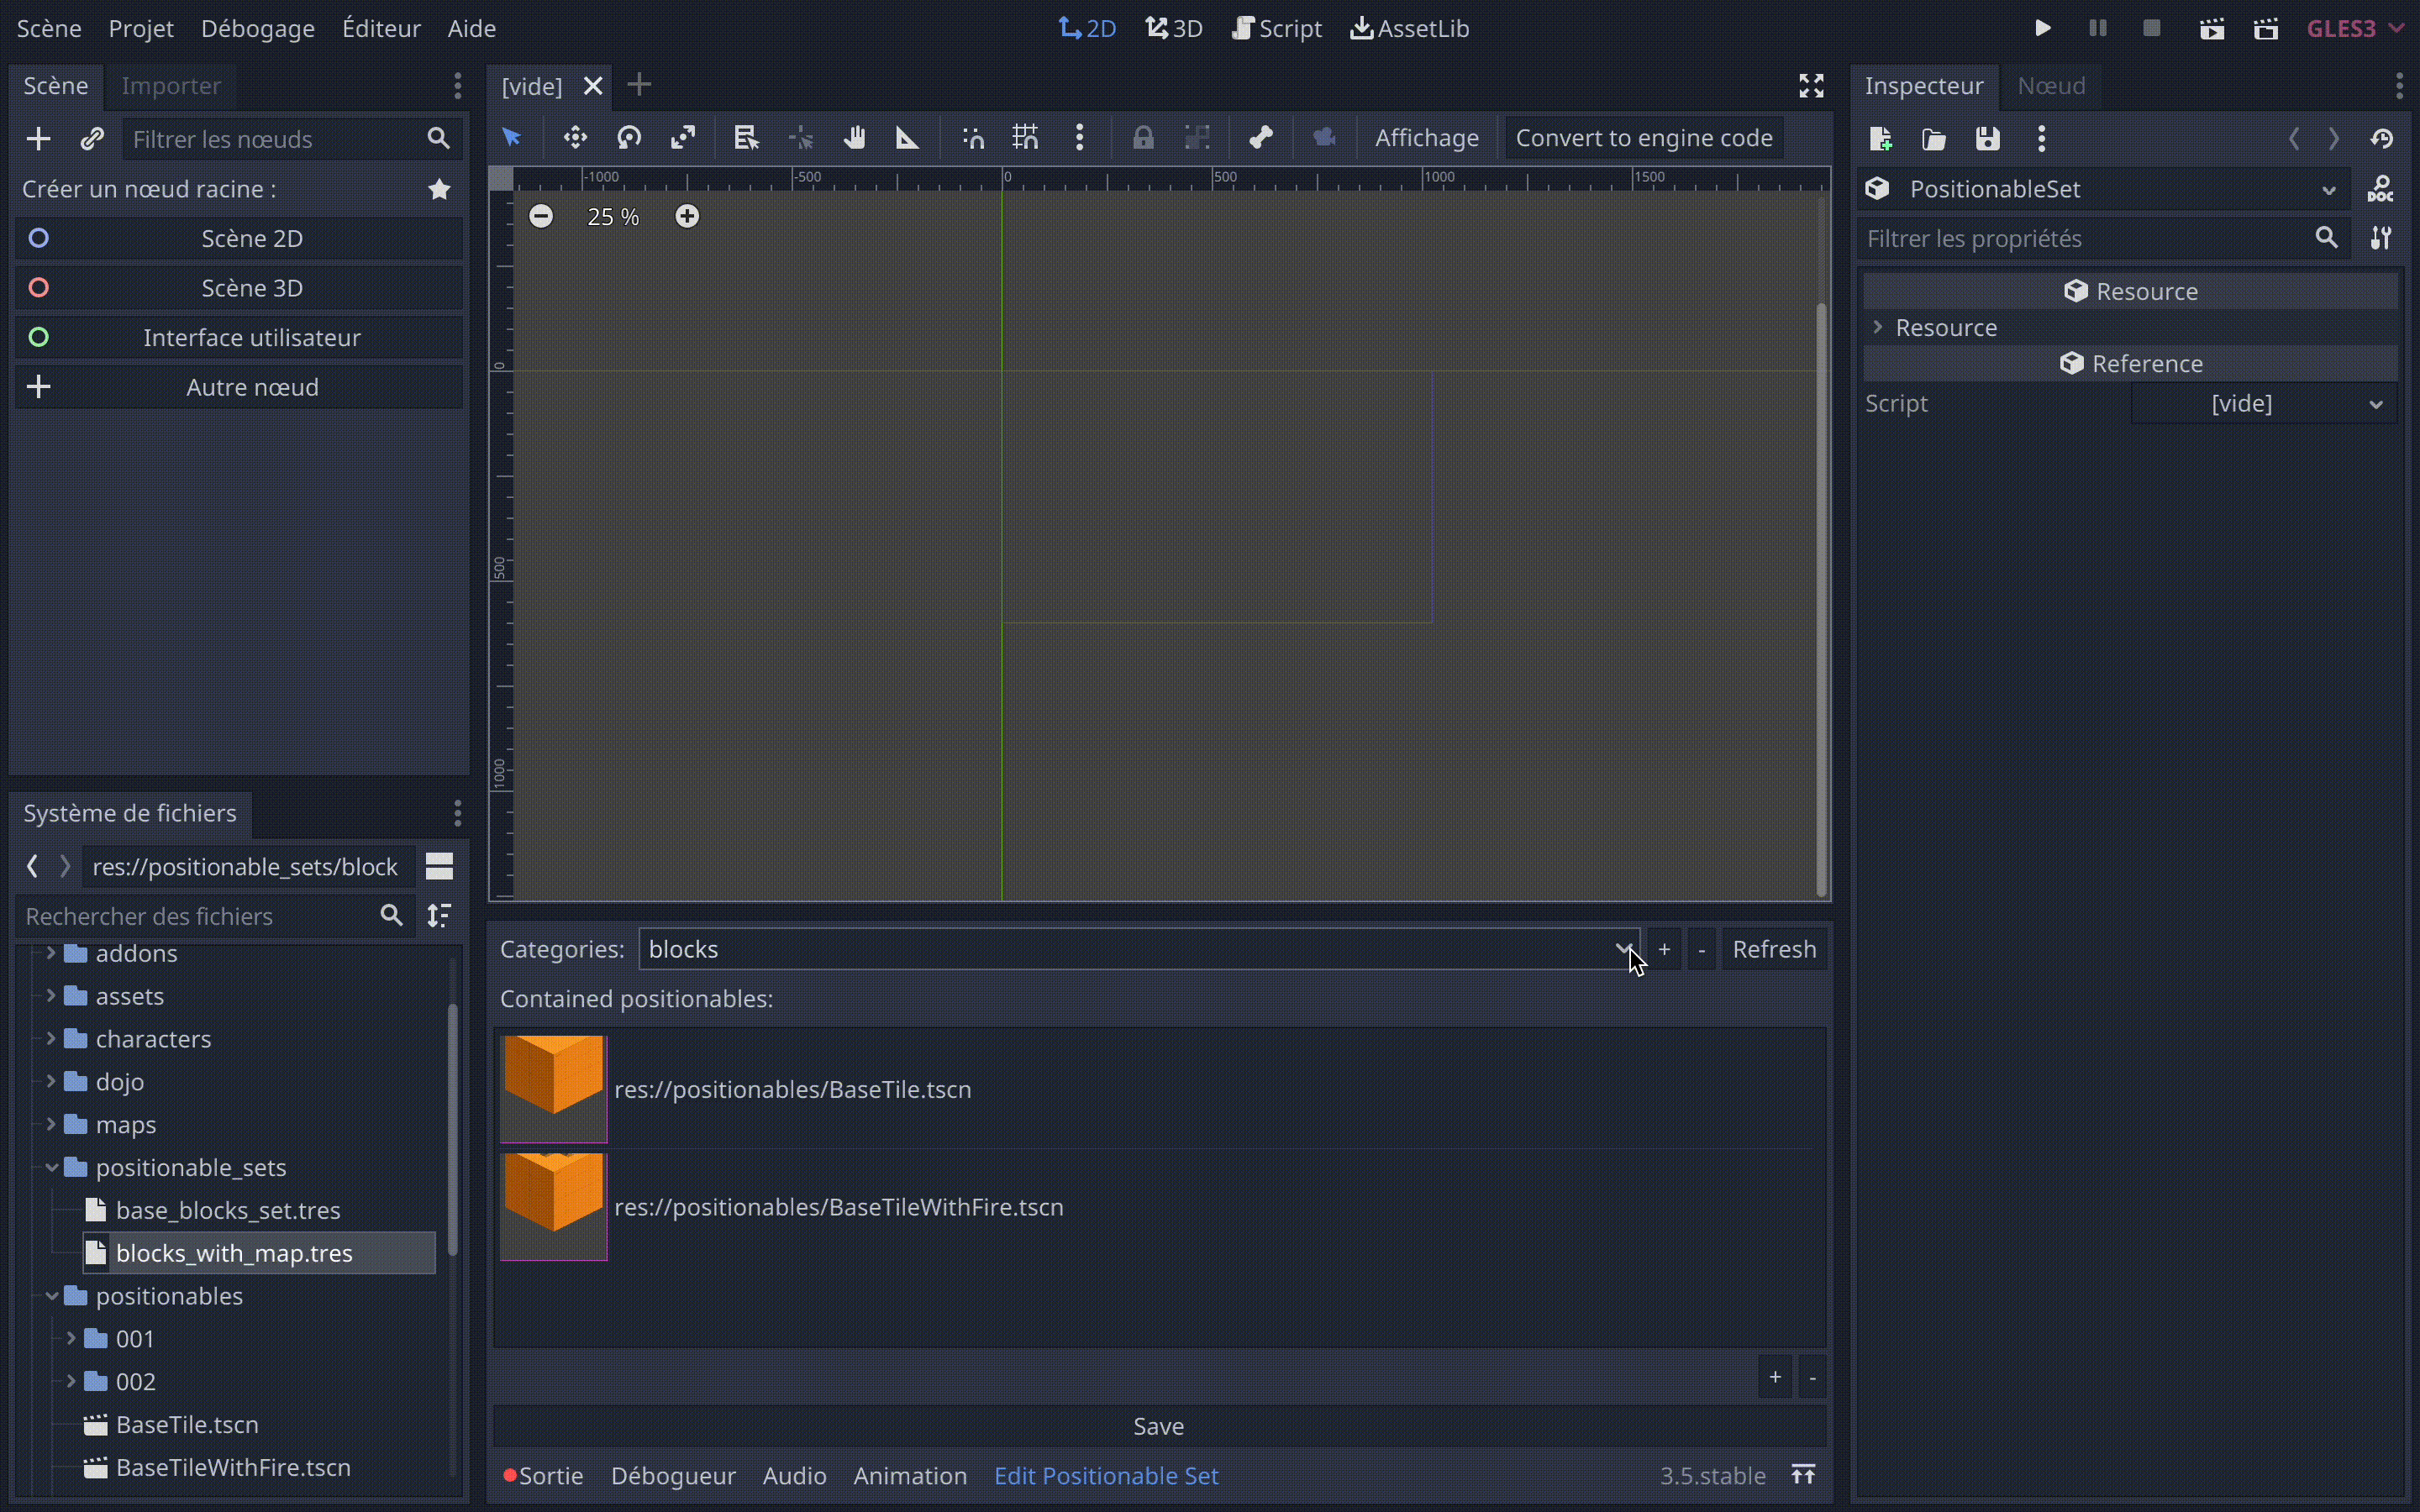 Scène Projet Débogage Éditeur Aide
2D 3D Script AssetLib
GLES3
Scène Importer
Filtrer les nœuds
Créer un nœud racine :
Scène 2D
Scène 3D
Interface utilisateur
Autre nœud
Système de fichiers
res://positionable_sets/block
Rechercher des fichiers
addons
assets
characters
dojo
maps
positionable_sets
base_blocks_set.tres
blocks_with_map.tres
positionables
001
002
BaseTile.tscn
BaseTileWithFire.tscn
[vide]
Affichage Convert to engine code
-1000 -500 0 500 1000 1500
25 %
0
500
1000
Categories: blocks + - Refresh
Contained positionables:
res://positionables/BaseTile.tscn
res://positionables/BaseTileWithFire.tscn
+ -
Save
Sortie Débogueur Audio Animation Edit Positionable Set 3.5.stable
Inspecteur Nœud
PositionableSet
DOC
Filtrer les propriétés
Resource
Resource
Reference
Script [vide]